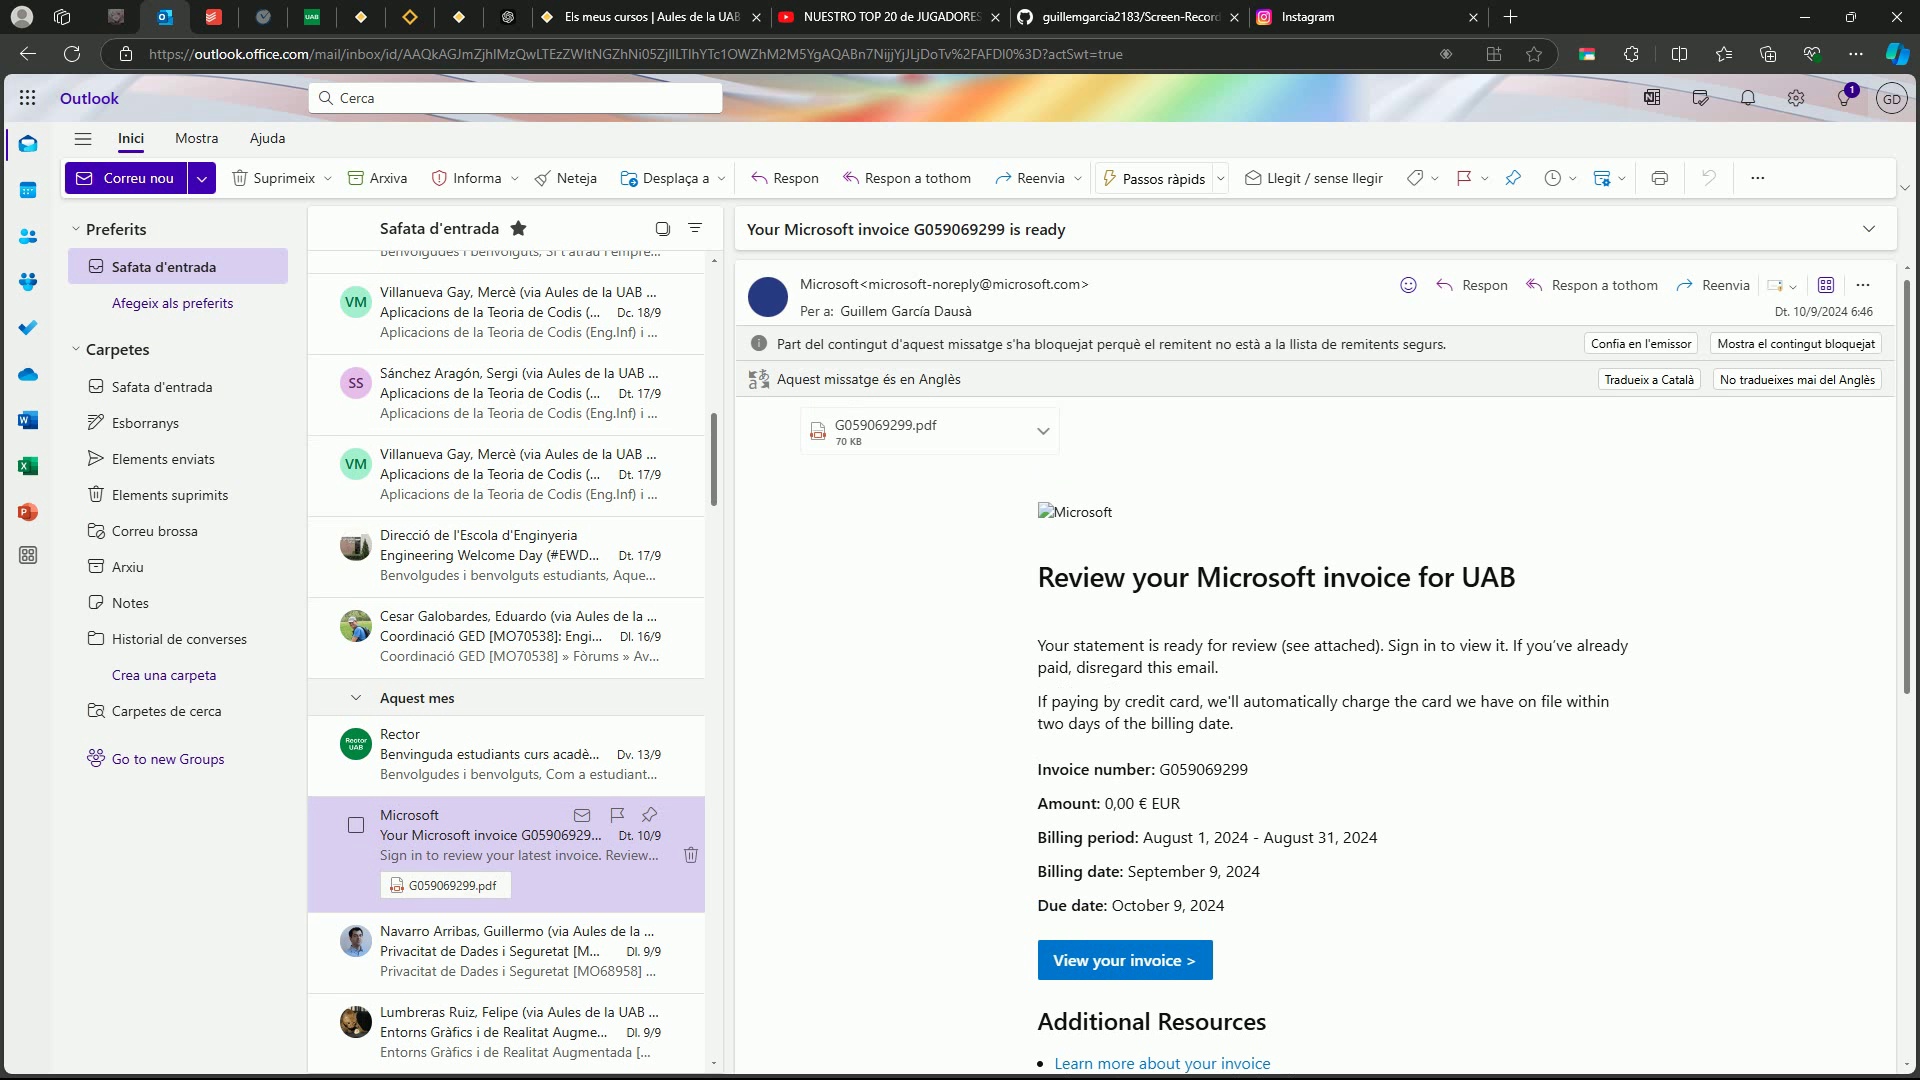 Els meus cursos | Aules de la UAB
NUESTRO TOP 20 de JUGADORES
guillemgarcia2183/Screen-Record
Instagram
https://outlook.office.com/mail/inbox/id/
Outlook
Cerca
GD
1
Inici
Mostra
Ajuda
Correu nou
Suprimeix
Arxiva
Informa
Neteja
Desplaça a
Respon
Respon a tothom
Reenvia
Passos ràpids
Llegit / sense llegir
Preferits
Safata d'entrada
Afegeix als preferits
Carpetes
Safata d'entrada
Esborranys
Elements enviats
Elements suprimits
Correu brossa
Arxiu
Notes
Historial de converses
Crea una carpeta
Carpetes de cerca
Go to new Groups
Safata d'entrada
VM
Villanueva Gay, Mercè (via Aules de la UAB ...
Aplicacions de la Teoria de Codis (... Dc. 18/9
Aplicacions de la Teoria de Codis (Eng.Inf) i ...
SS
Sánchez Aragón, Sergi (via Aules de la UAB ...
Aplicacions de la Teoria de Codis (... Dt. 17/9
Aplicacions de la Teoria de Codis (Eng.Inf) i ...
VM
Villanueva Gay, Mercè (via Aules de la UAB ...
Aplicacions de la Teoria de Codis (... Dt. 17/9
Aplicacions de la Teoria de Codis (Eng.Inf) i ...
Direcció de l'Escola d'Enginyeria
Engineering Welcome Day (#EWD... Dt. 17/9
Benvolgudes i benvolguts estudiants, Aque...
Cesar Galobardes, Eduardo (via Aules de la ...
Coordinació GED [MO70538]: Engi... Dl. 16/9
Coordinació GED [MO70538] » Fòrums » Av...
Aquest mes
Rector
UAB
Rector
Benvinguda estudiants curs acadè... Dv. 13/9
Benvolgudes i benvolguts, Com a estudiant...
Microsoft
Your Microsoft invoice G05906929... Dt. 10/9
Sign in to review your latest invoice. Review...
G059069299.pdf
Navarro Arribas, Guillermo (via Aules de la ...
Privacitat de Dades i Seguretat [M... Dl. 9/9
Privacitat de Dades i Seguretat [MO68958] ...
Lumbreras Ruiz, Felipe (via Aules de la UAB ...
Entorns Gràfics i de Realitat Augme... Dl. 9/9
Entorns Gràfics i de Realitat Augmentada [...
Your Microsoft invoice G059069299 is ready
Microsoft<microsoft-noreply@microsoft.com>
Per a: Guillem García Dausà
Respon
Respon a tothom
Reenvia
Dt. 10/9/2024 6:46
Part del contingut d'aquest missatge s'ha bloquejat perquè el remitent no està a la llista de remitents segurs.
Confia en l'emissor
Mostra el contingut bloquejat
Aquest missatge és en Anglès
Tradueix a Català
No tradueixes mai del Anglès
G059069299.pdf
70 KB
Microsoft
Review your Microsoft invoice for UAB
Your statement is ready for review (see attached). Sign in to view it. If you've already
paid, disregard this email.
If paying by credit card, we'll automatically charge the card we have on file within
two days of the billing date.
Invoice number: G059069299
Amount: 0,00 € EUR
Billing period: August 1, 2024 - August 31, 2024
Billing date: September 9, 2024
Due date: October 9, 2024
View your invoice >
Additional Resources
Learn more about your invoice